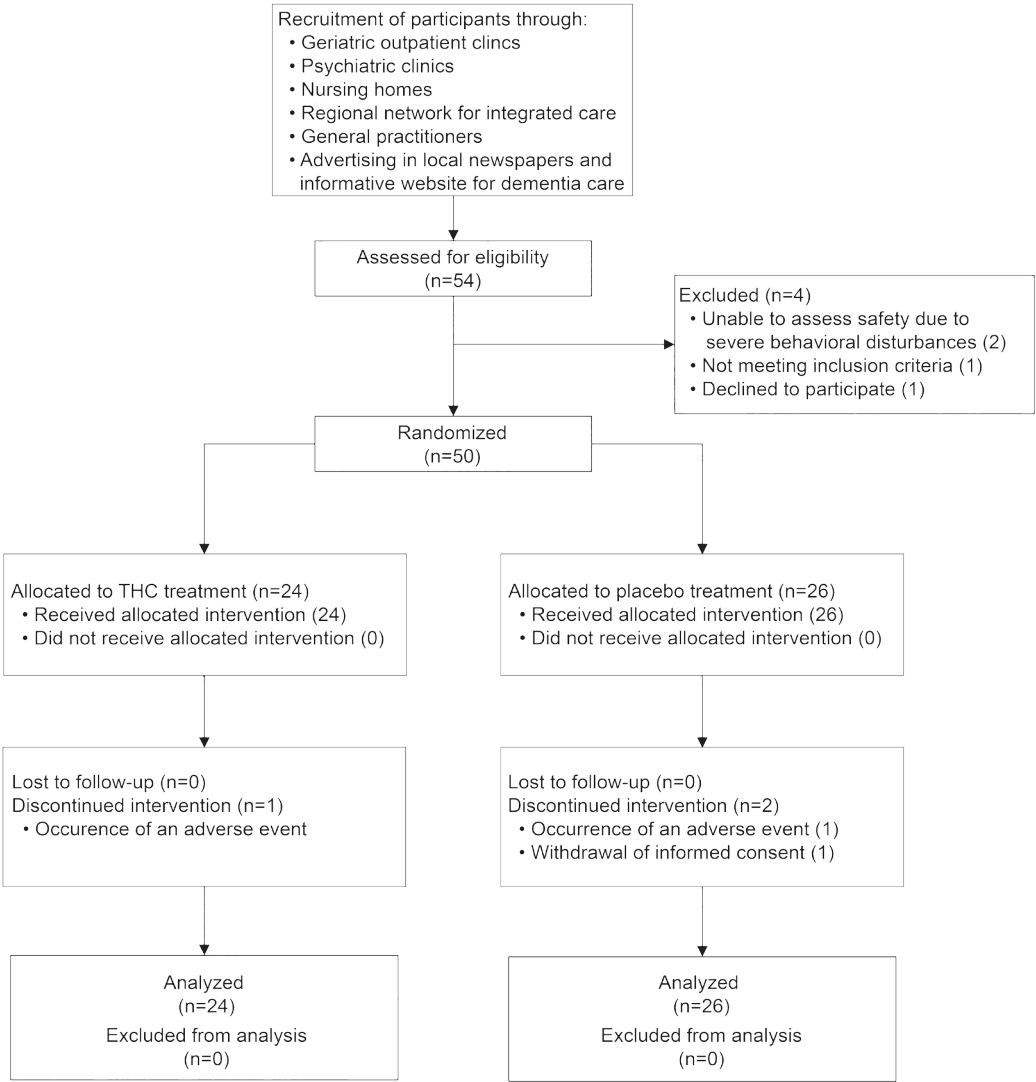 Recruitment of participants through:
• Geriatric outpatient clincs
• Psychiatric clinics
• Nursing homes
• Regional network for integrated care
• General practitioners
• Advertising in local newspapers and
informative website for dementia care
Assessed for eligibility
(n=54)
Excluded (n=4)
• Unable to assess safety due to
severe behavioral disturbances (2)
• Not meeting inclusion criteria (1)
• Declined to participate (1)
Randomized
(n=50)
Allocated to THC treatment (n=24)
• Received allocated intervention (24)
• Did not receive allocated intervention (0)
Allocated to placebo treatment (n=26)
• Received allocated intervention (26)
• Did not receive allocated intervention (0)
Lost to follow-up (n=0)
Discontinued intervention (n=1)
• Occurence of an adverse event
Lost to follow-up (n=0)
Discontinued intervention (n=2)
• Occurrence of an adverse event (1)
• Withdrawal of informed consent (1)
Analyzed
(n=24)
Excluded from analysis
(n=0)
Analyzed
(n=26)
Excluded from analysis
(n=0)